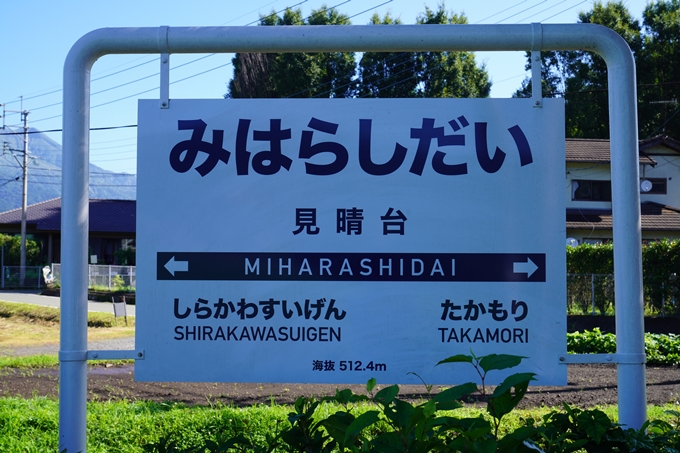 みはらしだい
見晴台
← MIHARASHIDAI →
しらかわすいげん たかもり
SHIRAKAWASUIGEN TAKAMORI
海抜 512.4m